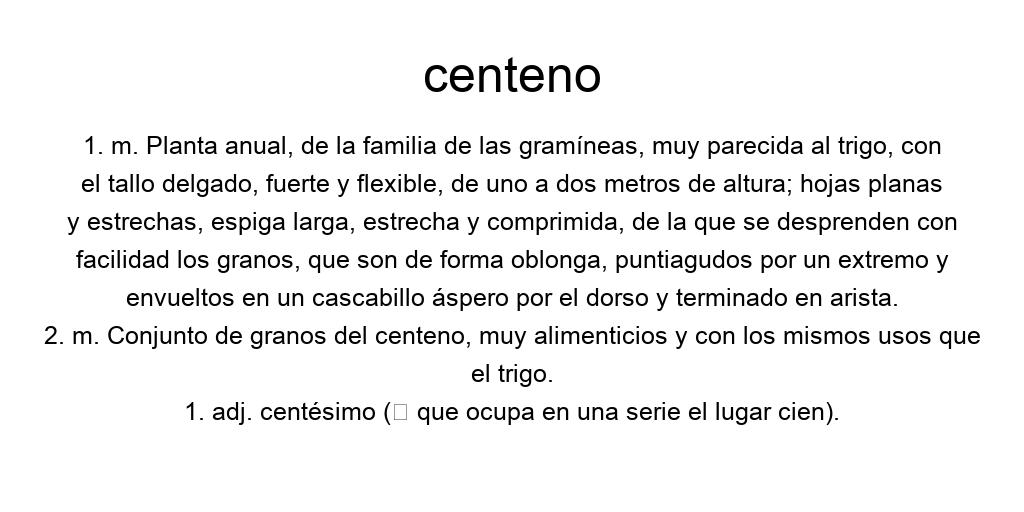 centeno
1. m. Planta anual, de la familia de las gramíneas, muy parecida al trigo, con
el tallo delgado, fuerte y flexible, de uno a dos metros de altura; hojas planas
y estrechas, espiga larga, estrecha y comprimida, de la que se desprenden con
facilidad los granos, que son de forma oblonga, puntiagudos por un extremo y
envueltos en un cascabillo áspero por el dorso y terminado en arista.
2. m. Conjunto de granos del centeno, muy alimenticios y con los mismos usos que
el trigo.
1. adj. centésimo (▯ que ocupa en una serie el lugar cien).